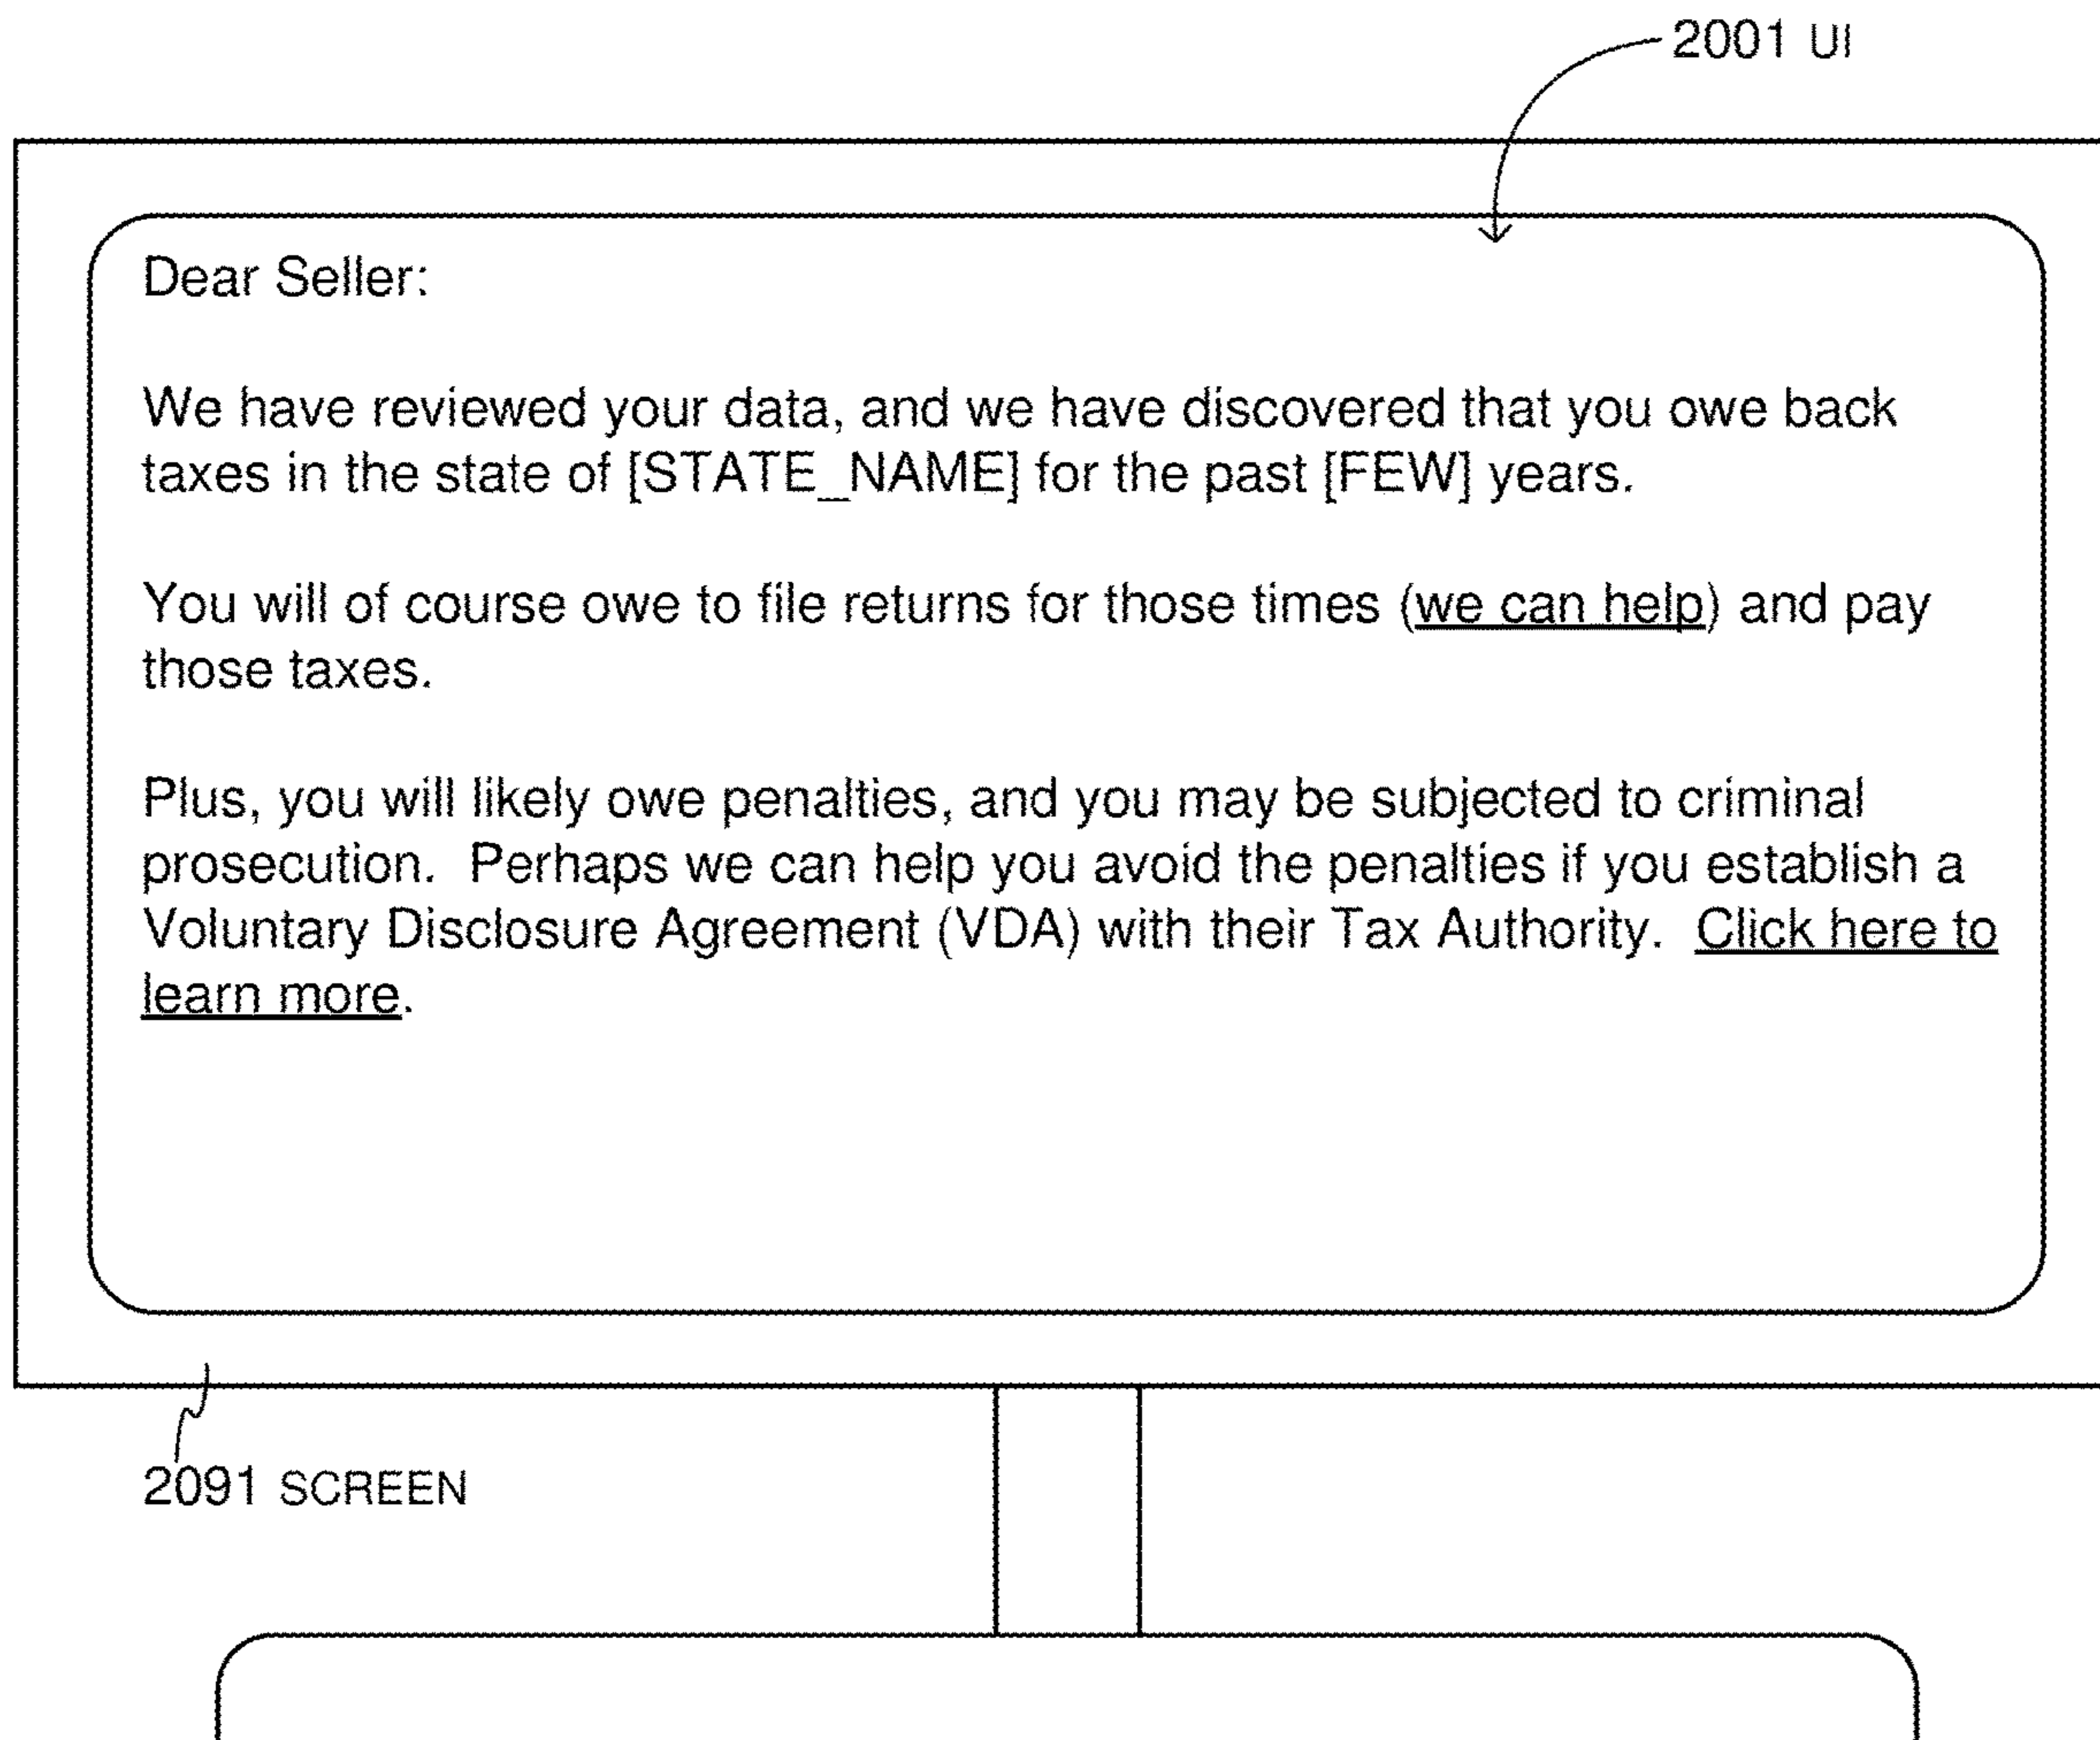 2001 UI
Dear Seller:
We have reviewed your data, and we have discovered that you owe back
taxes in the state of [STATE_NAME] for the past [FEW] years.
You will of course owe to file returns for those times (we can help) and pay
those taxes.
Plus, you will likely owe penalties, and you may be subjected to criminal
prosecution.  Perhaps we can help you avoid the penalties if you establish a
Voluntary Disclosure Agreement (VDA) with their Tax Authority.  Click here to
learn more.
2091 SCREEN